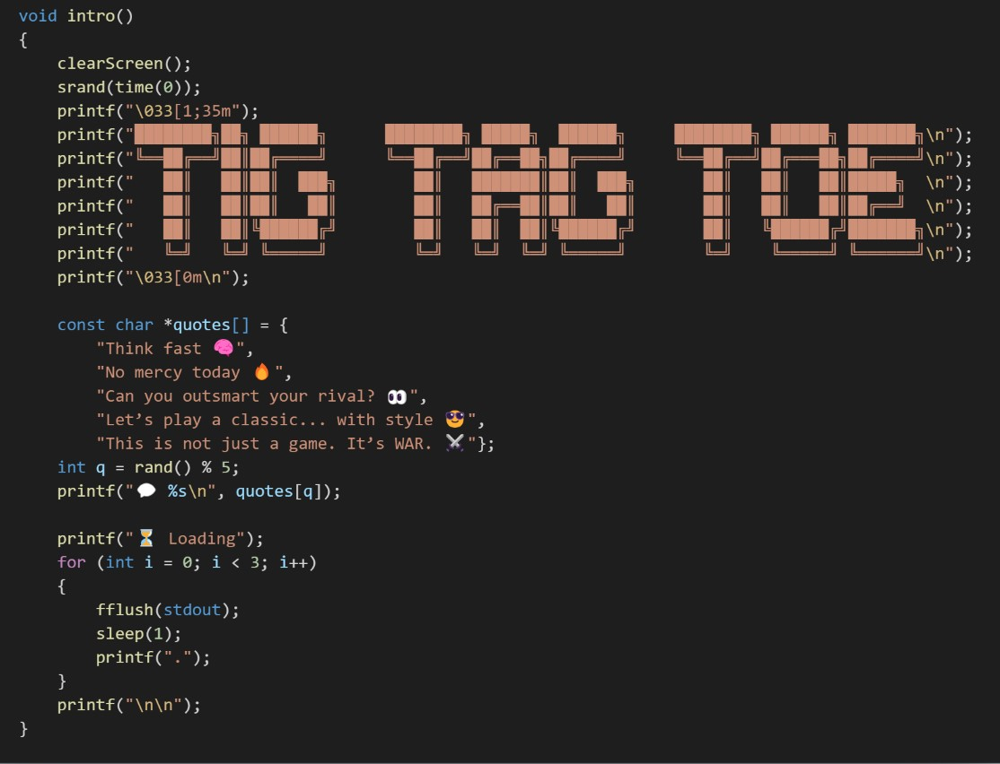 void intro()
{
    clearScreen();
    srand(time(0));
    printf("\033[1;35m");
    printf("████████╗██╗ ██████╗      ████████╗ █████╗  ██████╗     ████████╗ ██████╗ ███████╗\n");
    printf("╚══██╔══╝██║██╔════╝      ╚══██╔══╝██╔══██╗██╔════╝     ╚══██╔══╝██╔═══██╗██╔════╝\n");
    printf("   ██║   ██║██║  ███╗        ██║   ███████║██║  ███╗       ██║   ██║   ██║█████╗  \n");
    printf("   ██║   ██║██║   ██║        ██║   ██╔══██║██║   ██║       ██║   ██║   ██║██╔══╝  \n");
    printf("   ██║   ██║╚██████╔╝        ██║   ██║  ██║╚██████╔╝       ██║   ╚██████╔╝███████╗\n");
    printf("   ╚═╝   ╚═╝ ╚═════╝         ╚═╝   ╚═╝  ╚═╝ ╚═════╝        ╚═╝    ╚═════╝ ╚══════╝\n");
    printf("\033[0m\n");

    const char *quotes[] = {
        "Think fast 🧠",
        "No mercy today 🔥",
        "Can you outsmart your rival? 👀",
        "Let’s play a classic... with style 😎",
        "This is not just a game. It’s WAR. ⚔️"};
    int q = rand() % 5;
    printf("💬 %s\n", quotes[q]);

    printf("⏳ Loading");
    for (int i = 0; i < 3; i++)
    {
        fflush(stdout);
        sleep(1);
        printf(".");
    }
    printf("\n\n");
}